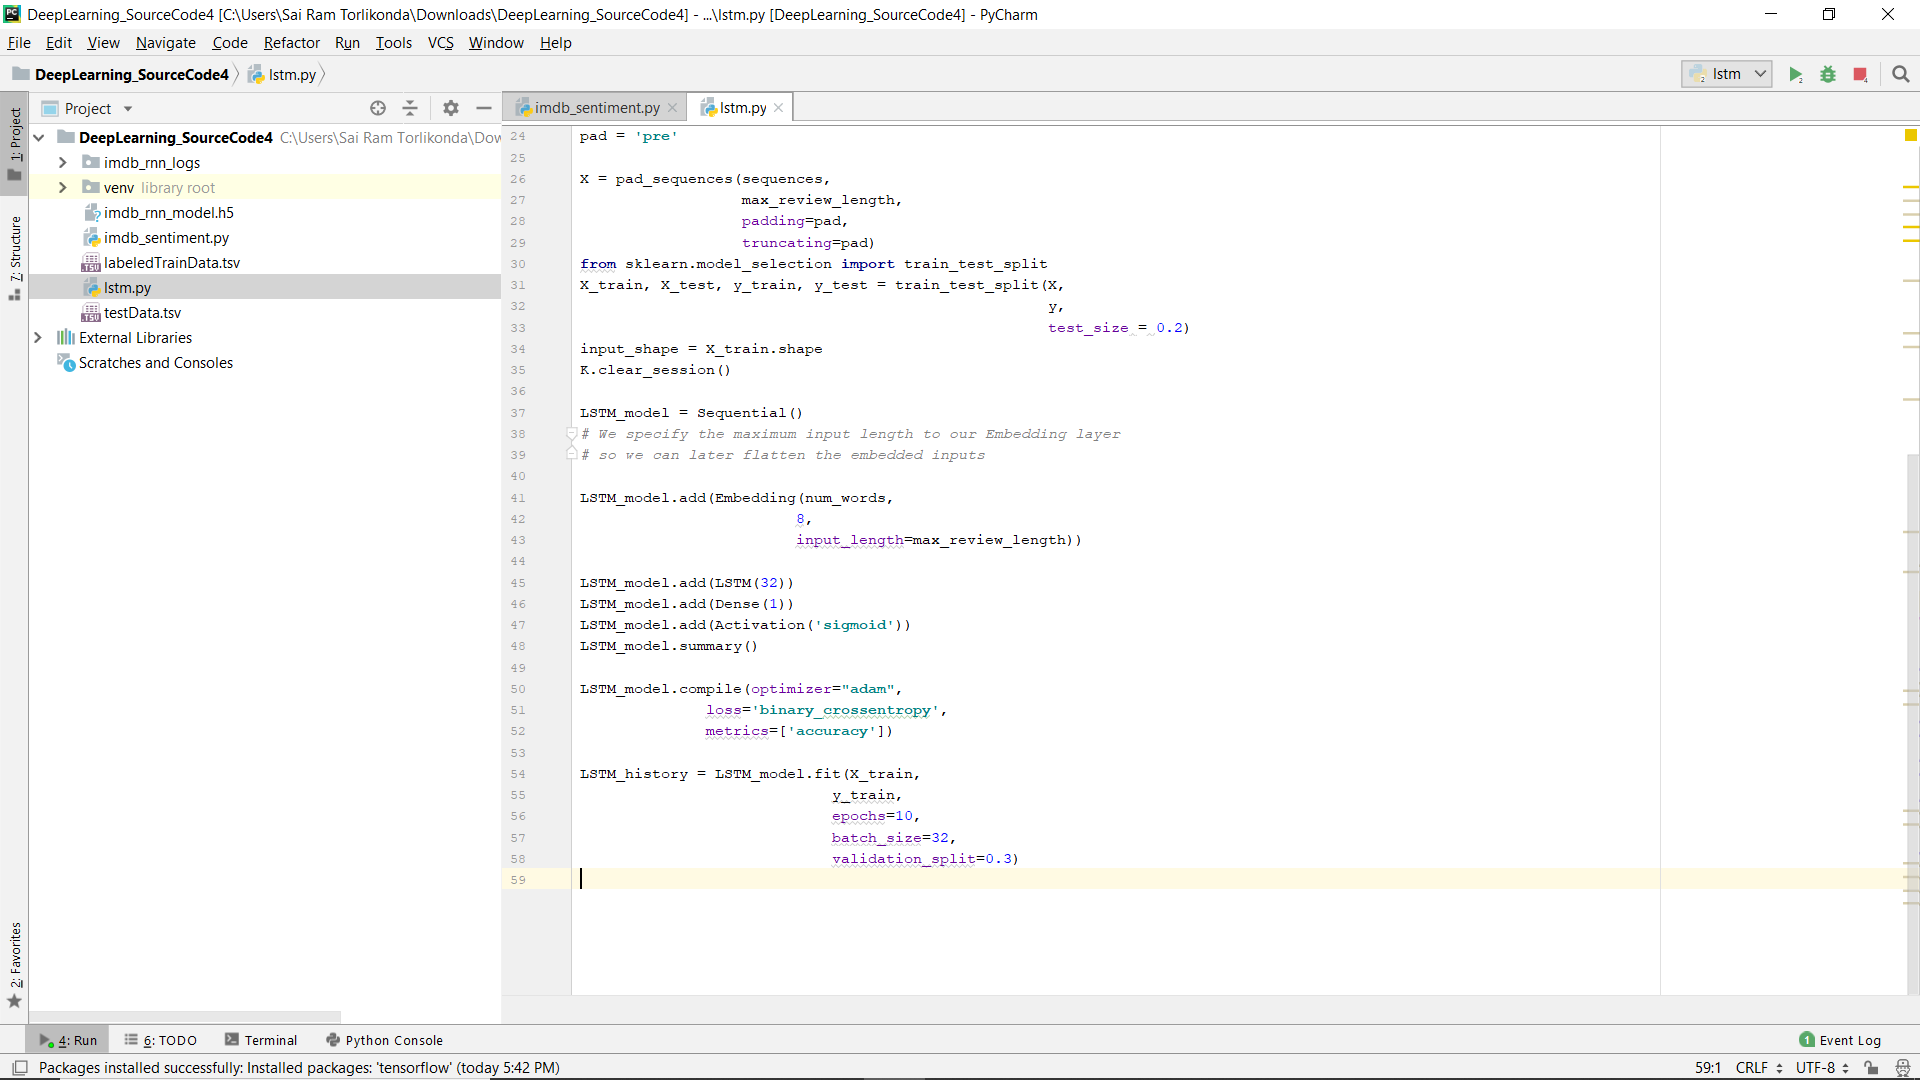 DeepLearning_SourceCode4 [C:\Users\Sai Ram Torlikonda\Downloads\DeepLearning_SourceCode4] - ...\lstm.py [DeepLearning_SourceCode4] - PyCharm
File Edit View Navigate Code Refactor Run Tools VCS Window Help
DeepLearning_SourceCode4 lstm.py
lstm
Project
imdb_sentiment.py
lstm.py
1: Project
7: Structure
2: Favorites
DeepLearning_SourceCode4 C:\Users\Sai Ram Torlikonda\Dow
imdb_rnn_logs
venv library root
imdb_rnn_model.h5
imdb_sentiment.py
labeledTrainData.tsv
lstm.py
testData.tsv
External Libraries
Scratches and Consoles
24 pad = 'pre'
25
26 X = pad_sequences(sequences,
27 max_review_length,
28 padding=pad,
29 truncating=pad)
30 from sklearn.model_selection import train_test_split
31 X_train, X_test, y_train, y_test = train_test_split(X,
32 y,
33 test_size = 0.2)
34 input_shape = X_train.shape
35 K.clear_session()
36
37 LSTM_model = Sequential()
38 # We specify the maximum input length to our Embedding layer
39 # so we can later flatten the embedded inputs
40
41 LSTM_model.add(Embedding(num_words,
42 8,
43 input_length=max_review_length))
44
45 LSTM_model.add(LSTM(32))
46 LSTM_model.add(Dense(1))
47 LSTM_model.add(Activation('sigmoid'))
48 LSTM_model.summary()
49
50 LSTM_model.compile(optimizer="adam",
51 loss='binary_crossentropy',
52 metrics=['accuracy'])
53
54 LSTM_history = LSTM_model.fit(X_train,
55 y_train,
56 epochs=10,
57 batch_size=32,
58 validation_split=0.3)
59
4: Run 6: TODO Terminal Python Console 1 Event Log
Packages installed successfully: Installed packages: 'tensorflow' (today 5:42 PM) 59:1 CRLF UTF-8